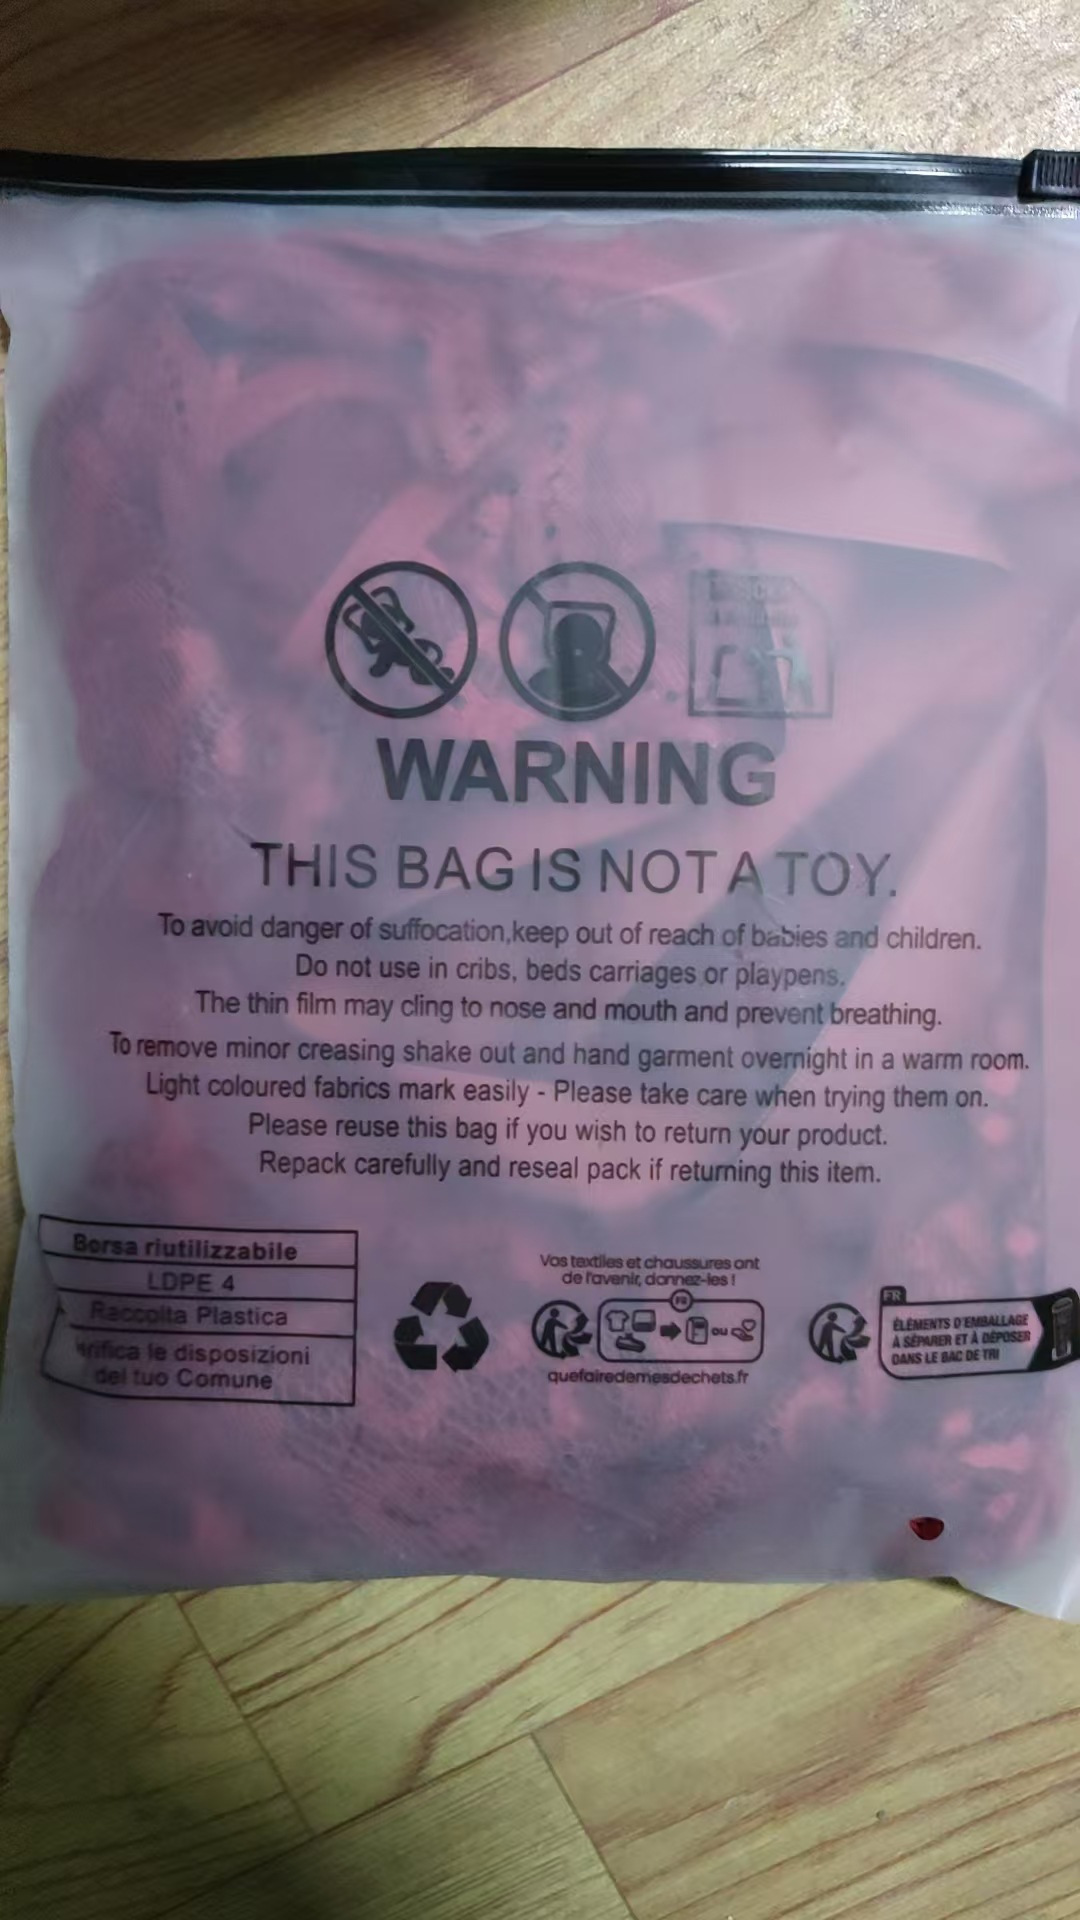 WARNING
THIS BAG IS NOT A TOY.
To avoid danger of suffocation,keep out of reach of babies and children.
Do not use in cribs, beds carriages or playpens.
The thin film may cling to nose and mouth and prevent breathing.
To remove minor creasing shake out and hand garment overnight in a warm room.
Light coloured fabrics mark easily - Please take care when trying them on.
Please reuse this bag if you wish to return your product.
Repack carefully and reseal pack if returning this item.
Borsa riutilizzabile
LDPE 4
Raccolta Plastica
le disposizioni
del tuo Comune
Vos textiles et chaussures ont
de l'avenir, donnez-les !
FR
ou
quefairedemesdechets.fr
FR
ÉLÉMENTS D'EMBALLAGE
À SÉPARER ET À DÉPOSER
DANS LE BAC DE TRI